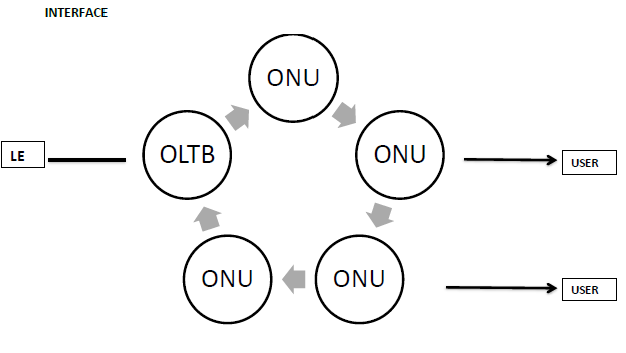 INTERFACE
ONU
LE
OLTB
ONU
USER
ONU
ONU
USER